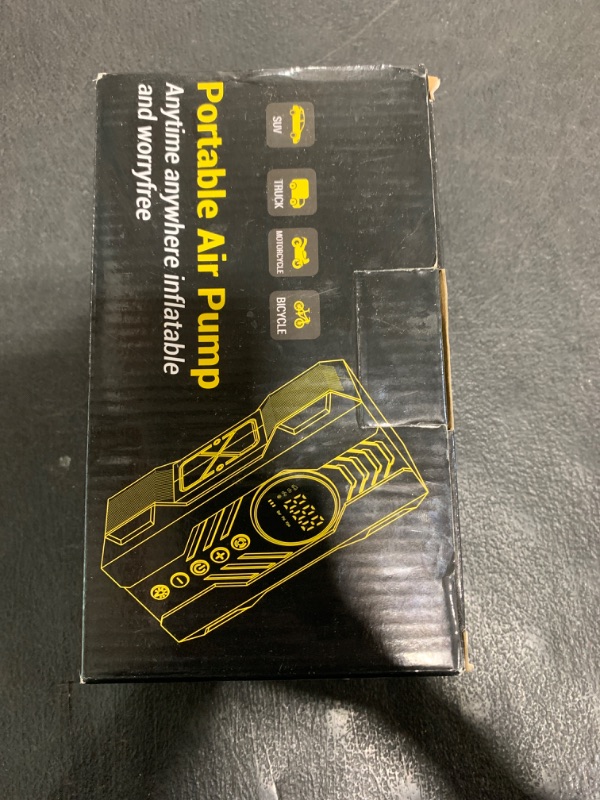 Portable Air Pump
Anytime anywhere inflatable
and worryfree
SUV
TRUCK
MOTORCYCLE
BICYCLE